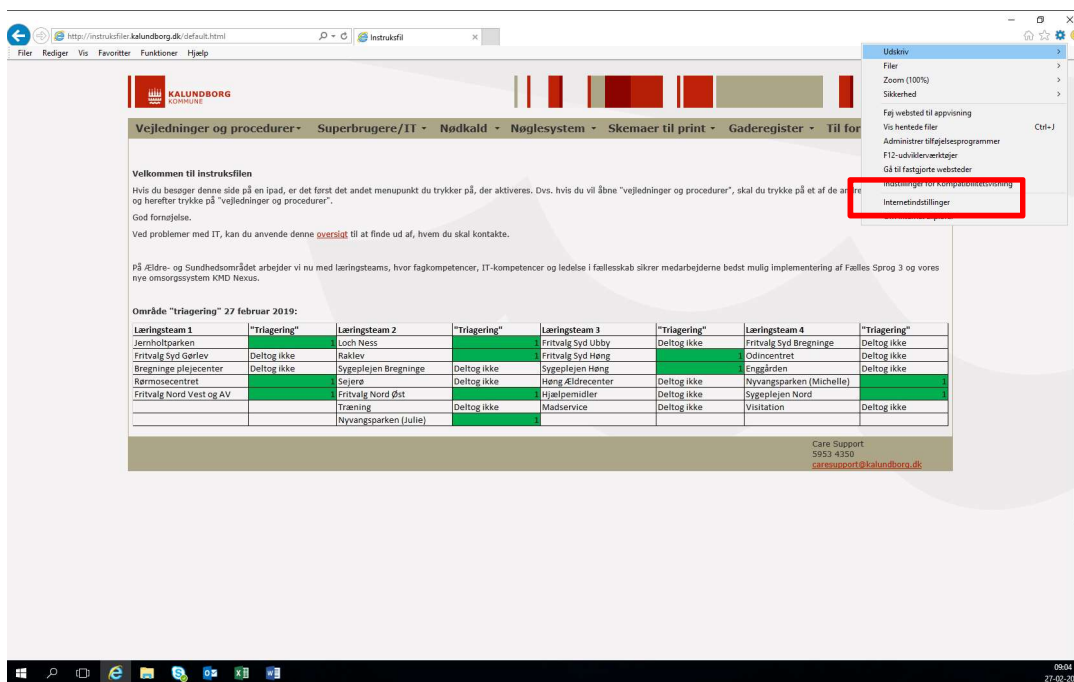 http://instruksfiler.kalundborg.dk/default.html
Instruksfil
Filer Rediger Vis Favoritter Funktioner Hjælp
Udskriv
Filer
Zoom (100%)
Sikkerhed
Føj websted til appvisning
Vis hentede filer Ctrl+J
Administrer tilføjelsesprogrammer
F12-udviklerværktøjer
Gå til fastgjorte websteder
Indstillinger for Kompatibilitetsvisning
Internetindstillinger
KALUNDBORG
KOMMUNE
Vejledninger og procedurer Superbrugere/IT Nødkald Nøglesystem Skemaer til print Gaderegister Til for
Velkommen til instruksfilen
Hvis du besøger denne side på en ipad, er det først det andet menupunkt du trykker på, der aktiveres. Dvs. hvis du vil åbne "vejledninger og procedurer", skal du trykke på et af de andre
og herefter trykke på "vejledninger og procedurer".
God fornøjelse.
Ved problemer med IT, kan du anvende denne oversigt til at finde ud af, hvem du skal kontakte.
På Ældre- og Sundhedsområdet arbejder vi nu med læringsteams, hvor fagkompetencer, IT-kompetencer og ledelse i fællesskab sikrer medarbejderne bedst mulig implementering af Fælles Sprog 3 og vores
nye omsorgssystem KMD Nexus.
Område "triagering" 27 februar 2019:
Læringsteam 1 "Triagering" Læringsteam 2 "Triagering" Læringsteam 3 "Triagering" Læringsteam 4 "Triagering"
Jernholtparken 1 Loch Ness 1 Fritvalg Syd Ubby Deltog ikke Fritvalg Syd Bregninge Deltog ikke
Fritvalg Syd Gørlev Deltog ikke Raklev 1 Fritvalg Syd Høng 1 Odincentret Deltog ikke
Bregninge plejecenter Deltog ikke Sygeplejen Bregninge Deltog ikke Sygeplejen Høng 1 Enggården Deltog ikke
Rørmosecentret 1 Sejerø Deltog ikke Høng Ældrecenter Deltog ikke Nyvangsparken (Michelle) 1
Fritvalg Nord Vest og AV 1 Fritvalg Nord Øst 1 Hjælpemidler Deltog ikke Sygeplejen Nord 1
Træning Deltog ikke Madservice Deltog ikke Visitation Deltog ikke
Nyvangsparken (Julie) 1
Care Support
5953 4350
caresupport@kalundborg.dk
09:04
27-02-20